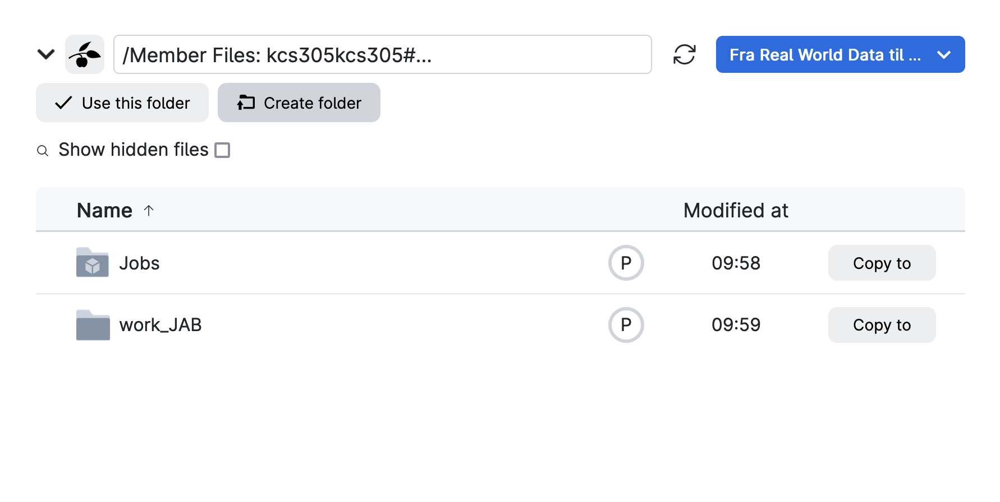 /Member Files: kcs305kcs305#...
Fra Real World Data til ...
Use this folder
Create folder
Show hidden files
Name ↑ Modified at
Jobs P 09:58 Copy to
work_JAB P 09:59 Copy to